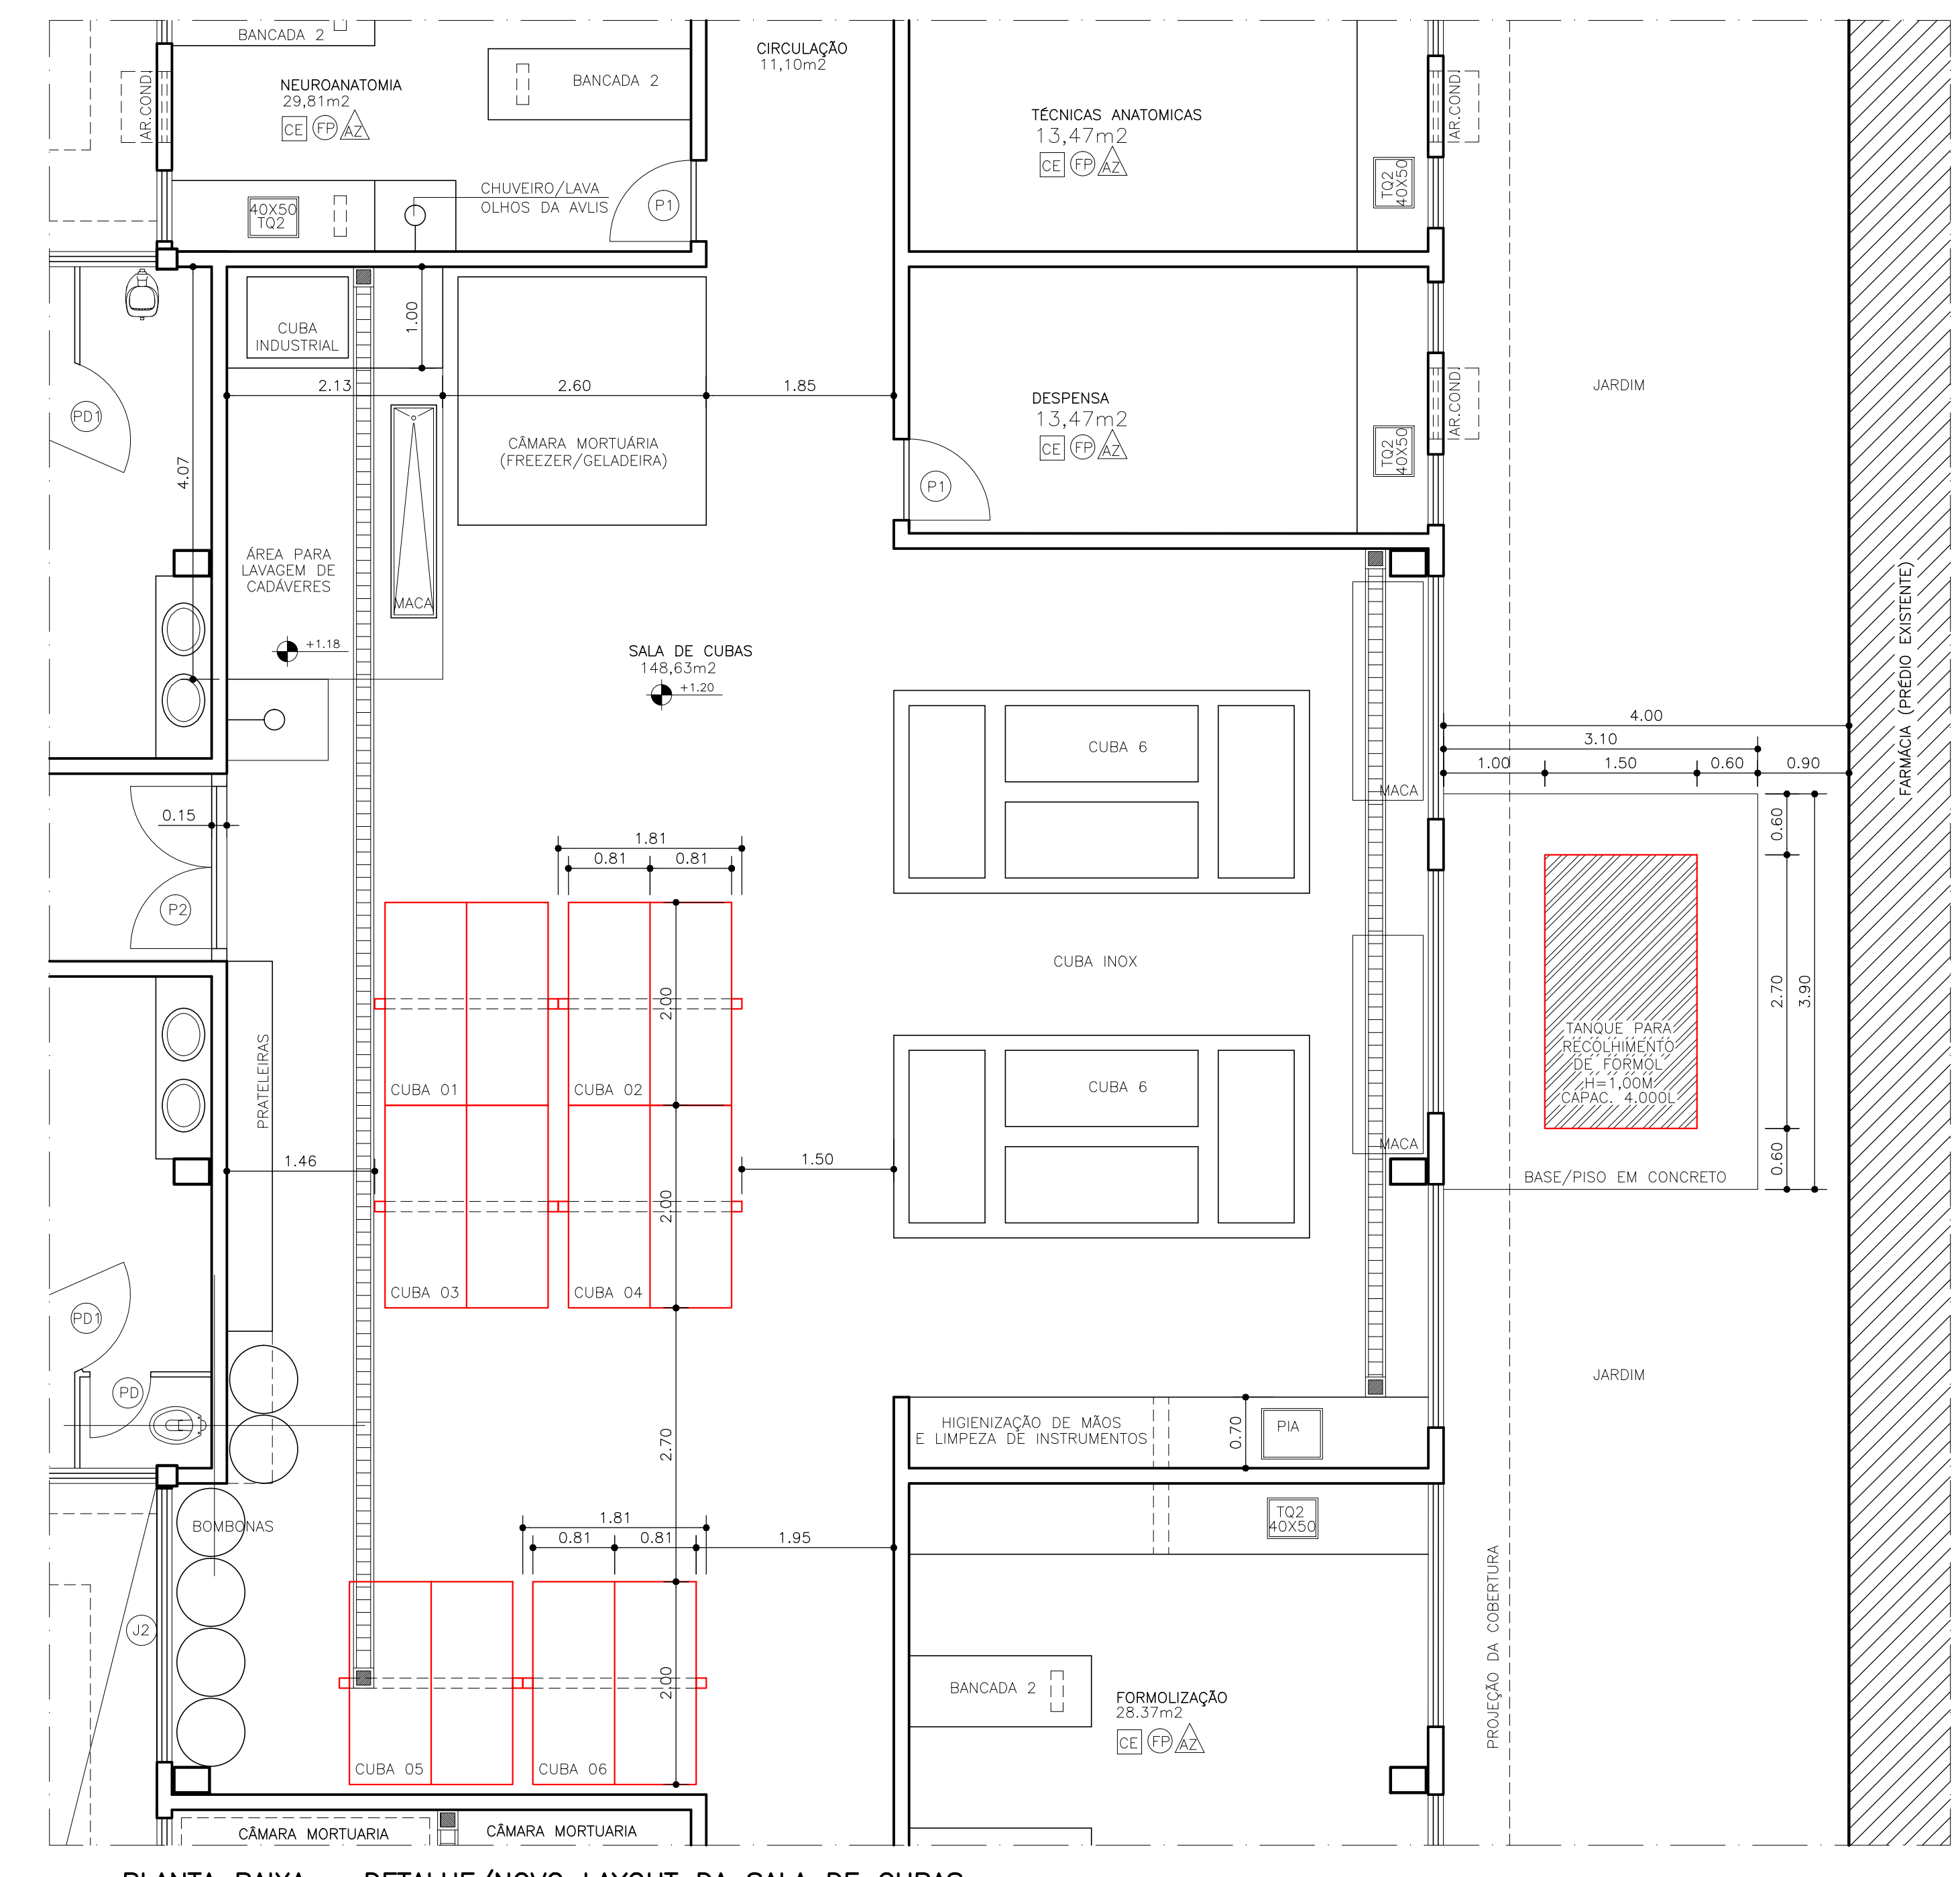 BANCADA 2
NEUROANATOMIA
29,81m2
CE FP AZ
BANCADA 2
AR.COND.
40X50
TQ2
CHUVEIRO/LAVA
OLHOS DA AVLIS
P1
CIRCULAÇÃO
11,10m2
TÉCNICAS ANATOMICAS
13,47m2
CE FP AZ
TQ2
40X50
AR.COND.
CUBA
INDUSTRIAL
1.00
2.13
2.60
1.85
CÂMARA MORTUÁRIA
(FREEZER/GELADEIRA)
PD1
4.07
ÁREA PARA
LAVAGEM DE
CADÁVERES
MACA
+1.18
DESPENSA
13,47m2
CE FP AZ
P1
TQ2
40X50
AR.COND.
JARDIM
FARMÁCIA (PRÉDIO EXISTENTE)
SALA DE CUBAS
148,63m2
+1.20
CUBA 6
MACA
4.00
3.10
1.00
1.50
0.60
0.90
0.15
P2
1.81
0.81
0.81
2.00
CUBA 01
CUBA 02
CUBA INOX
0.60
2.70
3.90
0.60
TANQUE PARA
RECOLHIMENTO
DE FORMOL
H=1,00M
CAPAC. 4.000L
BASE/PISO EM CONCRETO
PRATELEIRAS
1.46
2.00
1.50
CUBA 6
MACA
CUBA 03
CUBA 04
PD1
PD
2.70
HIGIENIZAÇÃO DE MÃOS
E LIMPEZA DE INSTRUMENTOS
0.70
PIA
JARDIM
BOMBONAS
1.81
0.81
0.81
1.95
TQ2
40X50
J2
2.00
CUBA 05
CUBA 06
BANCADA 2
FORMOLIZAÇÃO
28.37m2
CE FP AZ
PROJEÇÃO DA COBERTURA
CÂMARA MORTUARIA
CÂMARA MORTUARIA
PLANTA BAIXA - DETALHE/NOVO LAYOUT DA SALA DE CUBAS